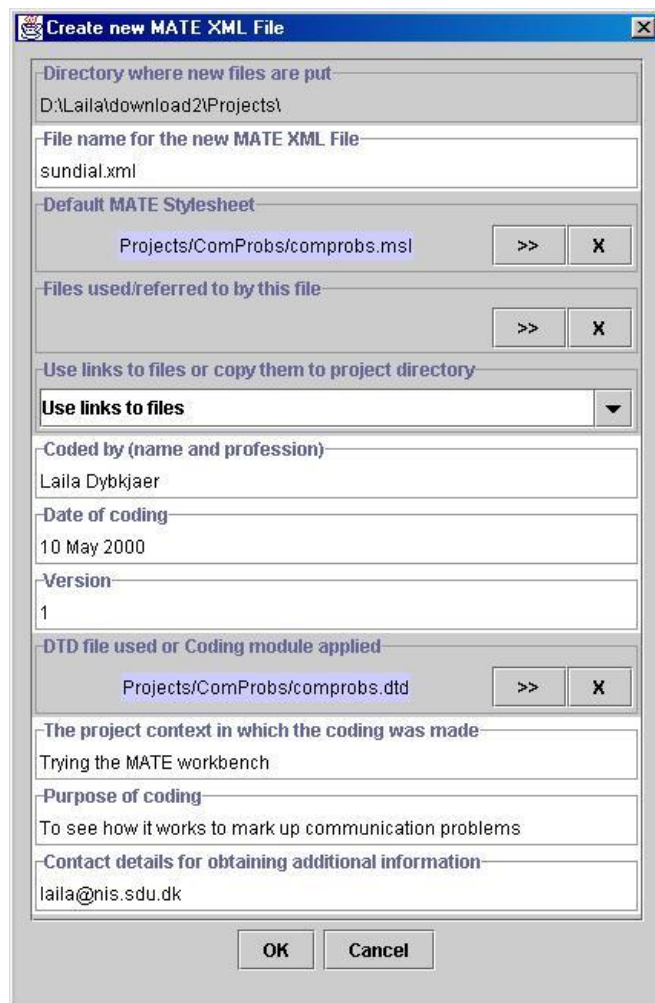 Create new MATE XML File
Directory where new files are put
D:\Laila\download2\Projects\
File name for the new MATE XML File
sundial.xml
Default MATE Stylesheet
Projects/ComProbs/comprobs.msl >> X
Files used/referred to by this file
>> X
Use links to files or copy them to project directory
Use links to files
Coded by (name and profession)
Laila Dybkjaer
Date of coding
10 May 2000
Version
1
DTD file used or Coding module applied
Projects/ComProbs/comprobs.dtd >> X
The project context in which the coding was made
Trying the MATE workbench
Purpose of coding
To see how it works to mark up communication problems
Contact details for obtaining additional information
laila@nis.sdu.dk
OK Cancel